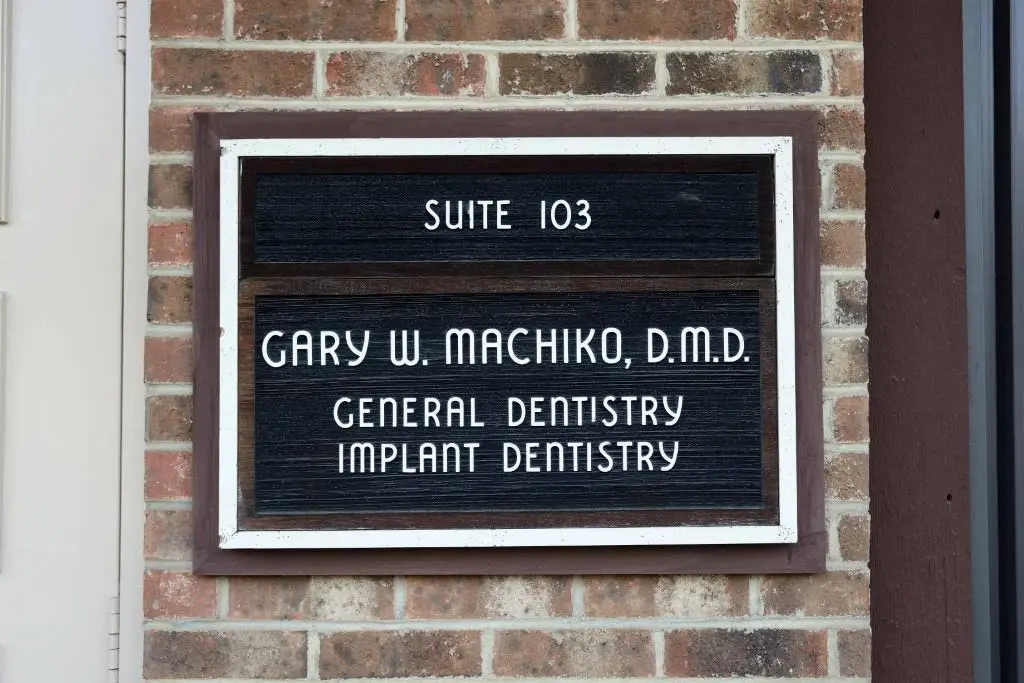 SUITE 103
GARY W. MACHIKO, D.M.D.
GENERAL DENTISTRY
IMPLANT DENTISTRY